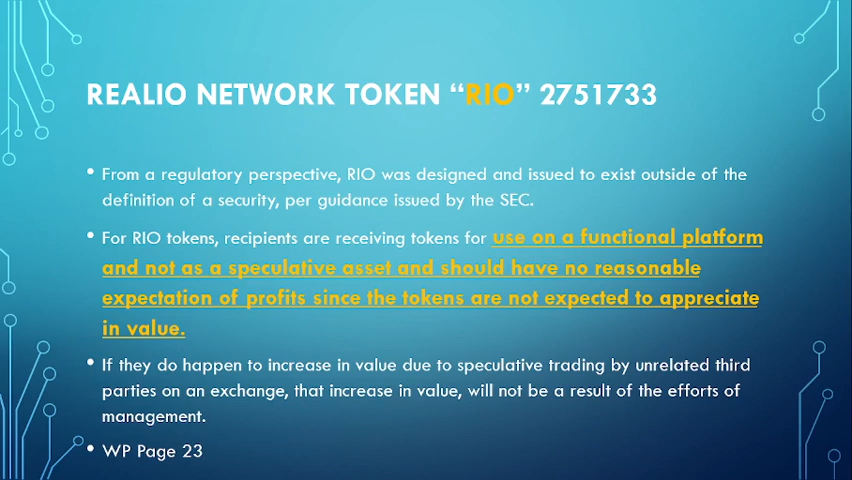 REALIO NETWORK TOKEN “RIO” 2751733
• From a regulatory perspective, RIO was designed and issued to exist outside of the
definition of a security, per guidance issued by the SEC.
• For RIO tokens, recipients are receiving tokens for use on a functional platform
and not as a speculative asset and should have no reasonable
expectation of profits since the tokens are not expected to appreciate
in value.
• If they do happen to increase in value due to speculative trading by unrelated third
parties on an exchange, that increase in value, will not be a result of the efforts of
management.
• WP Page 23